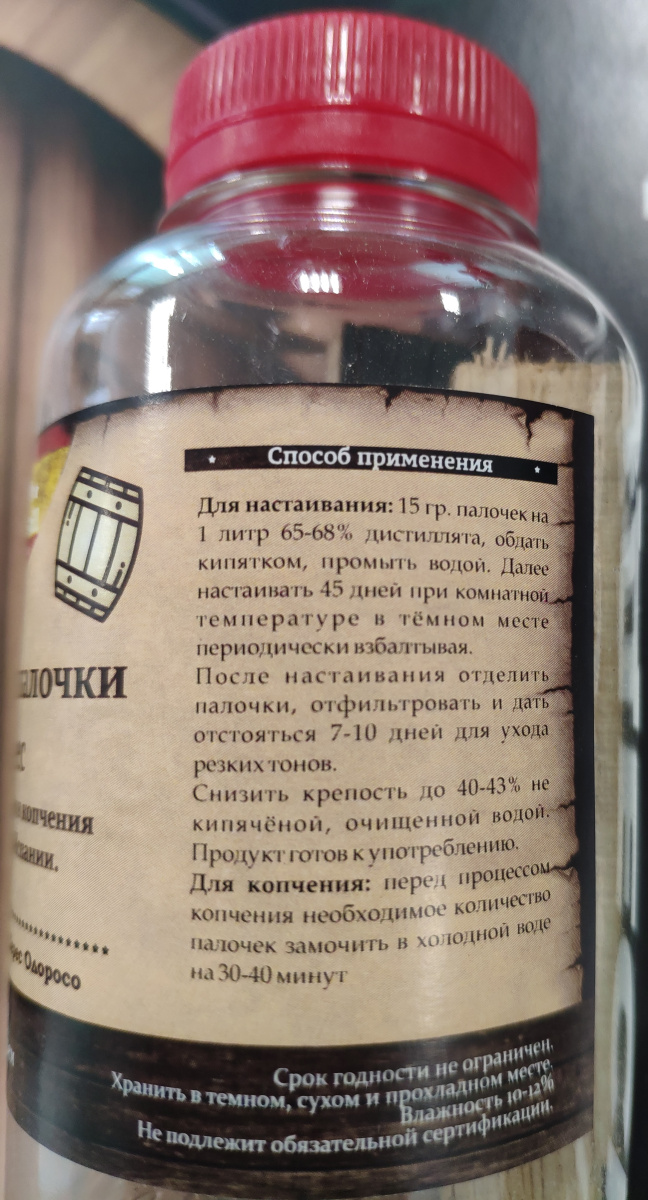 Способ применения
Для настаивания: 15 гр. палочек на
1 литр 65-68% дистиллята, обдать
кипятком, промыть водой. Далее
настаивать 45 дней при комнатной
температуре в тёмном месте
периодически взбалтывая.
После настаивания отделить
палочки, отфильтровать и дать
отстояться 7-10 дней для ухода
резких тонов.
Снизить крепость до 40-43% не
кипячёной, очищенной водой.
Продукт готов к употреблению.
Для копчения: перед процессом
копчения необходимое количество
палочек замочить в холодной воде
на 30-40 минут
алочки
копчения
Одоросо
Срок годности не ограничен.
Хранить в темном, сухом и прохладном месте.
Влажность 10-12%
Не подлежит обязательной сертификации.